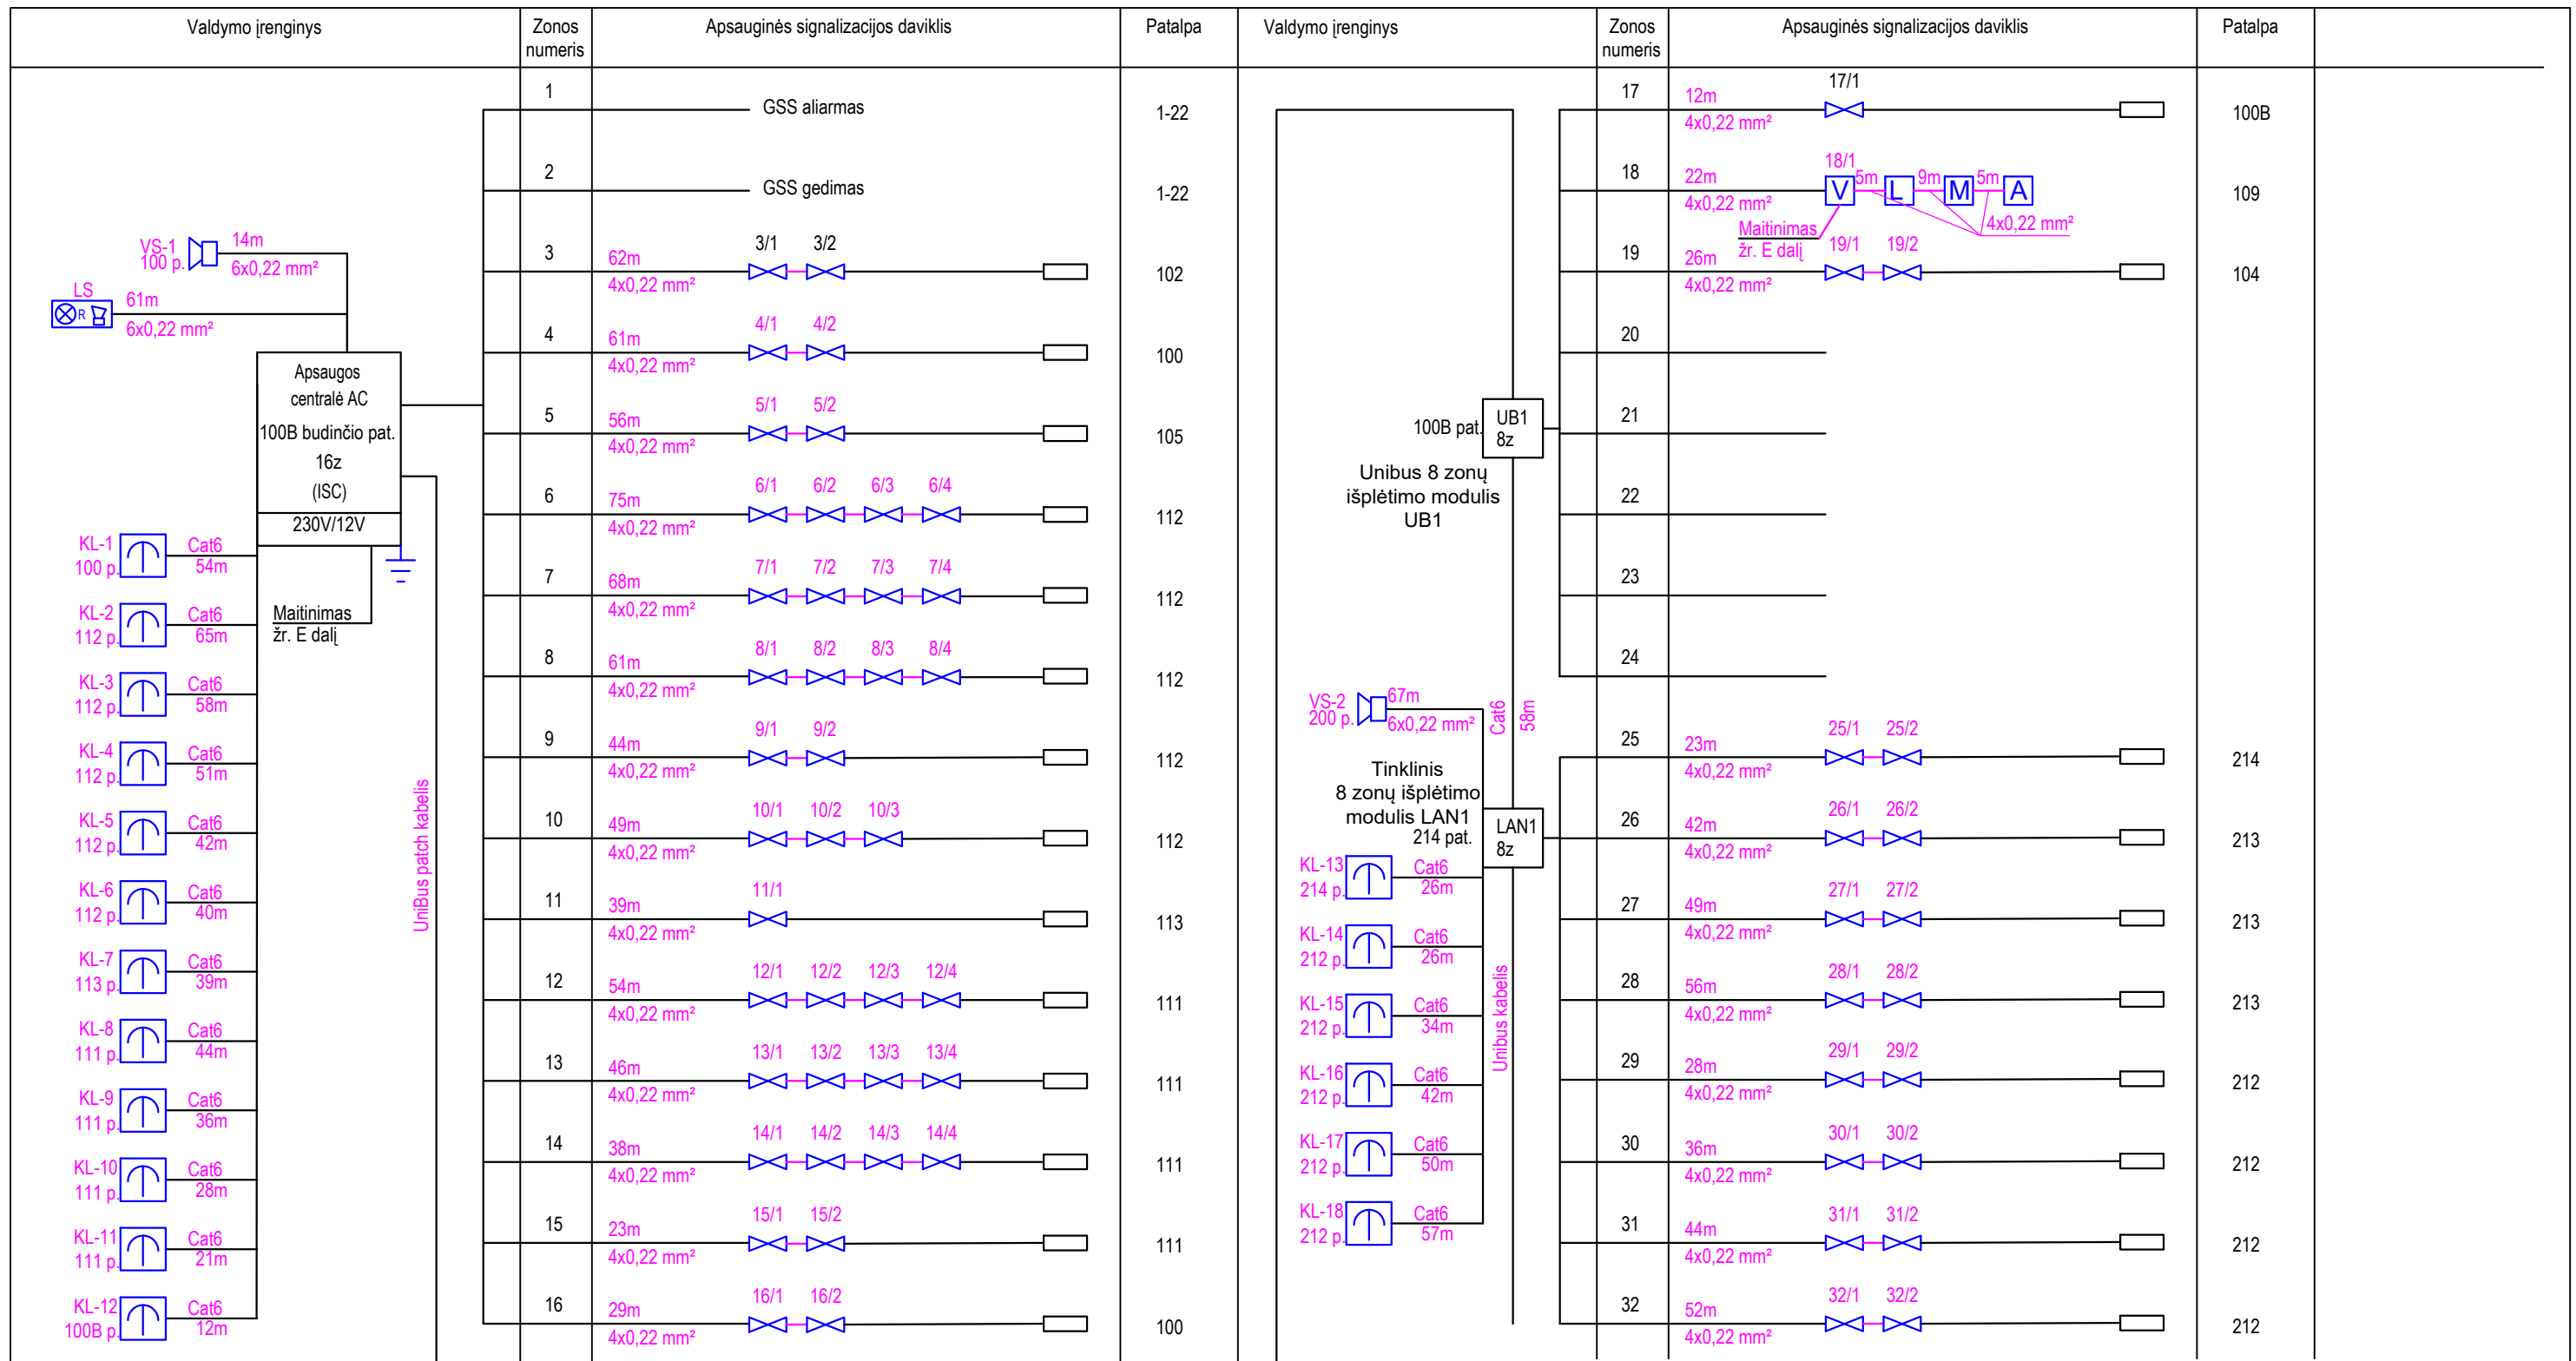 Valdymo įrenginys
Zonos
numeris
Apsauginės signalizacijos daviklis
Patalpa
Valdymo įrenginys
Zonos
numeris
Apsauginės signalizacijos daviklis
Patalpa
VS-1
100 p.
14m
6x0,22 mm²
LS
R
61m
6x0,22 mm²
Apsaugos
centralė AC
100B budinčio pat.
16z
(ISC)
230V/12V
Maitinimas
žr. E dalį
UniBus patch kabelis
KL-1
100 p.
Cat6
54m
KL-2
112 p.
Cat6
65m
KL-3
112 p.
Cat6
58m
KL-4
112 p.
Cat6
51m
KL-5
112 p.
Cat6
42m
KL-6
112 p.
Cat6
40m
KL-7
113 p.
Cat6
39m
KL-8
111 p.
Cat6
44m
KL-9
111 p.
Cat6
36m
KL-10
111 p.
Cat6
28m
KL-11
111 p.
Cat6
21m
KL-12
100B p.
Cat6
12m
1
GSS aliarmas
1-22
2
GSS gedimas
1-22
3
62m
4x0,22 mm²
3/1 3/2
102
4
61m
4x0,22 mm²
4/1 4/2
100
5
56m
4x0,22 mm²
5/1 5/2
105
6
75m
4x0,22 mm²
6/1 6/2 6/3 6/4
112
7
68m
4x0,22 mm²
7/1 7/2 7/3 7/4
112
8
61m
4x0,22 mm²
8/1 8/2 8/3 8/4
112
9
44m
4x0,22 mm²
9/1 9/2
112
10
49m
4x0,22 mm²
10/1 10/2 10/3
112
11
39m
4x0,22 mm²
11/1
113
12
54m
4x0,22 mm²
12/1 12/2 12/3 12/4
111
13
46m
4x0,22 mm²
13/1 13/2 13/3 13/4
111
14
38m
4x0,22 mm²
14/1 14/2 14/3 14/4
111
15
23m
4x0,22 mm²
15/1 15/2
111
16
29m
4x0,22 mm²
16/1 16/2
100
100B pat.
UB1
8z
Unibus 8 zonų
išplėtimo modulis
UB1
VS-2
200 p.
67m
6x0,22 mm²
Cat6
58m
Tinklinis
8 zonų išplėtimo
modulis LAN1
214 pat.
LAN1
8z
Unibus kabelis
KL-13
214 p.
Cat6
26m
KL-14
212 p.
Cat6
26m
KL-15
212 p.
Cat6
34m
KL-16
212 p.
Cat6
42m
KL-17
212 p.
Cat6
50m
KL-18
212 p.
Cat6
57m
17
12m
4x0,22 mm²
17/1
100B
18
22m
4x0,22 mm²
18/1
V 5m L 9m M 5m A
4x0,22 mm²
Maitinimas
žr. E dalį
109
19
26m
4x0,22 mm²
19/1 19/2
104
20
21
22
23
24
25
23m
4x0,22 mm²
25/1 25/2
214
26
42m
4x0,22 mm²
26/1 26/2
213
27
49m
4x0,22 mm²
27/1 27/2
213
28
56m
4x0,22 mm²
28/1 28/2
213
29
28m
4x0,22 mm²
29/1 29/2
212
30
36m
4x0,22 mm²
30/1 30/2
212
31
44m
4x0,22 mm²
31/1 31/2
212
32
52m
4x0,22 mm²
32/1 32/2
212